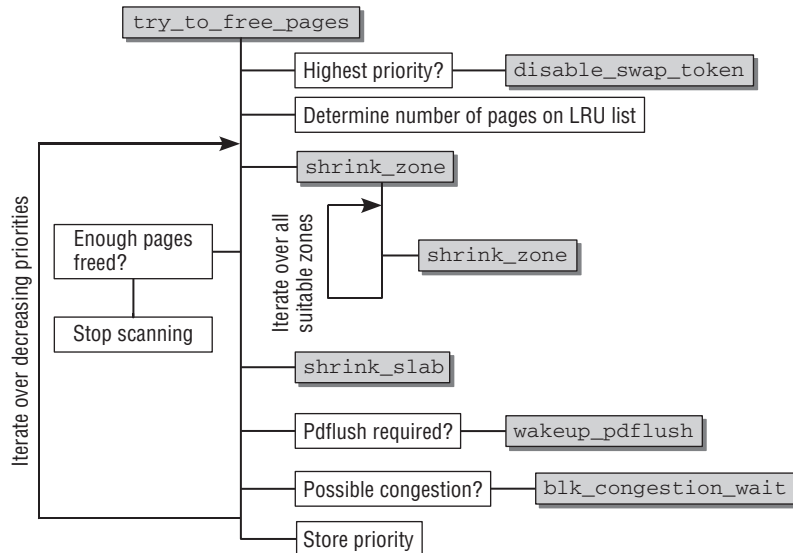 try_to_free_pages
Highest priority?
disable_swap_token
Determine number of pages on LRU list
shrink_zone
Iterate over decreasing priorities
Enough pages
freed?
Iterate over all
suitable zones
shrink_zone
Stop scanning
shrink_slab
Pdflush required?
wakeup_pdflush
Possible congestion?
blk_congestion_wait
Store priority